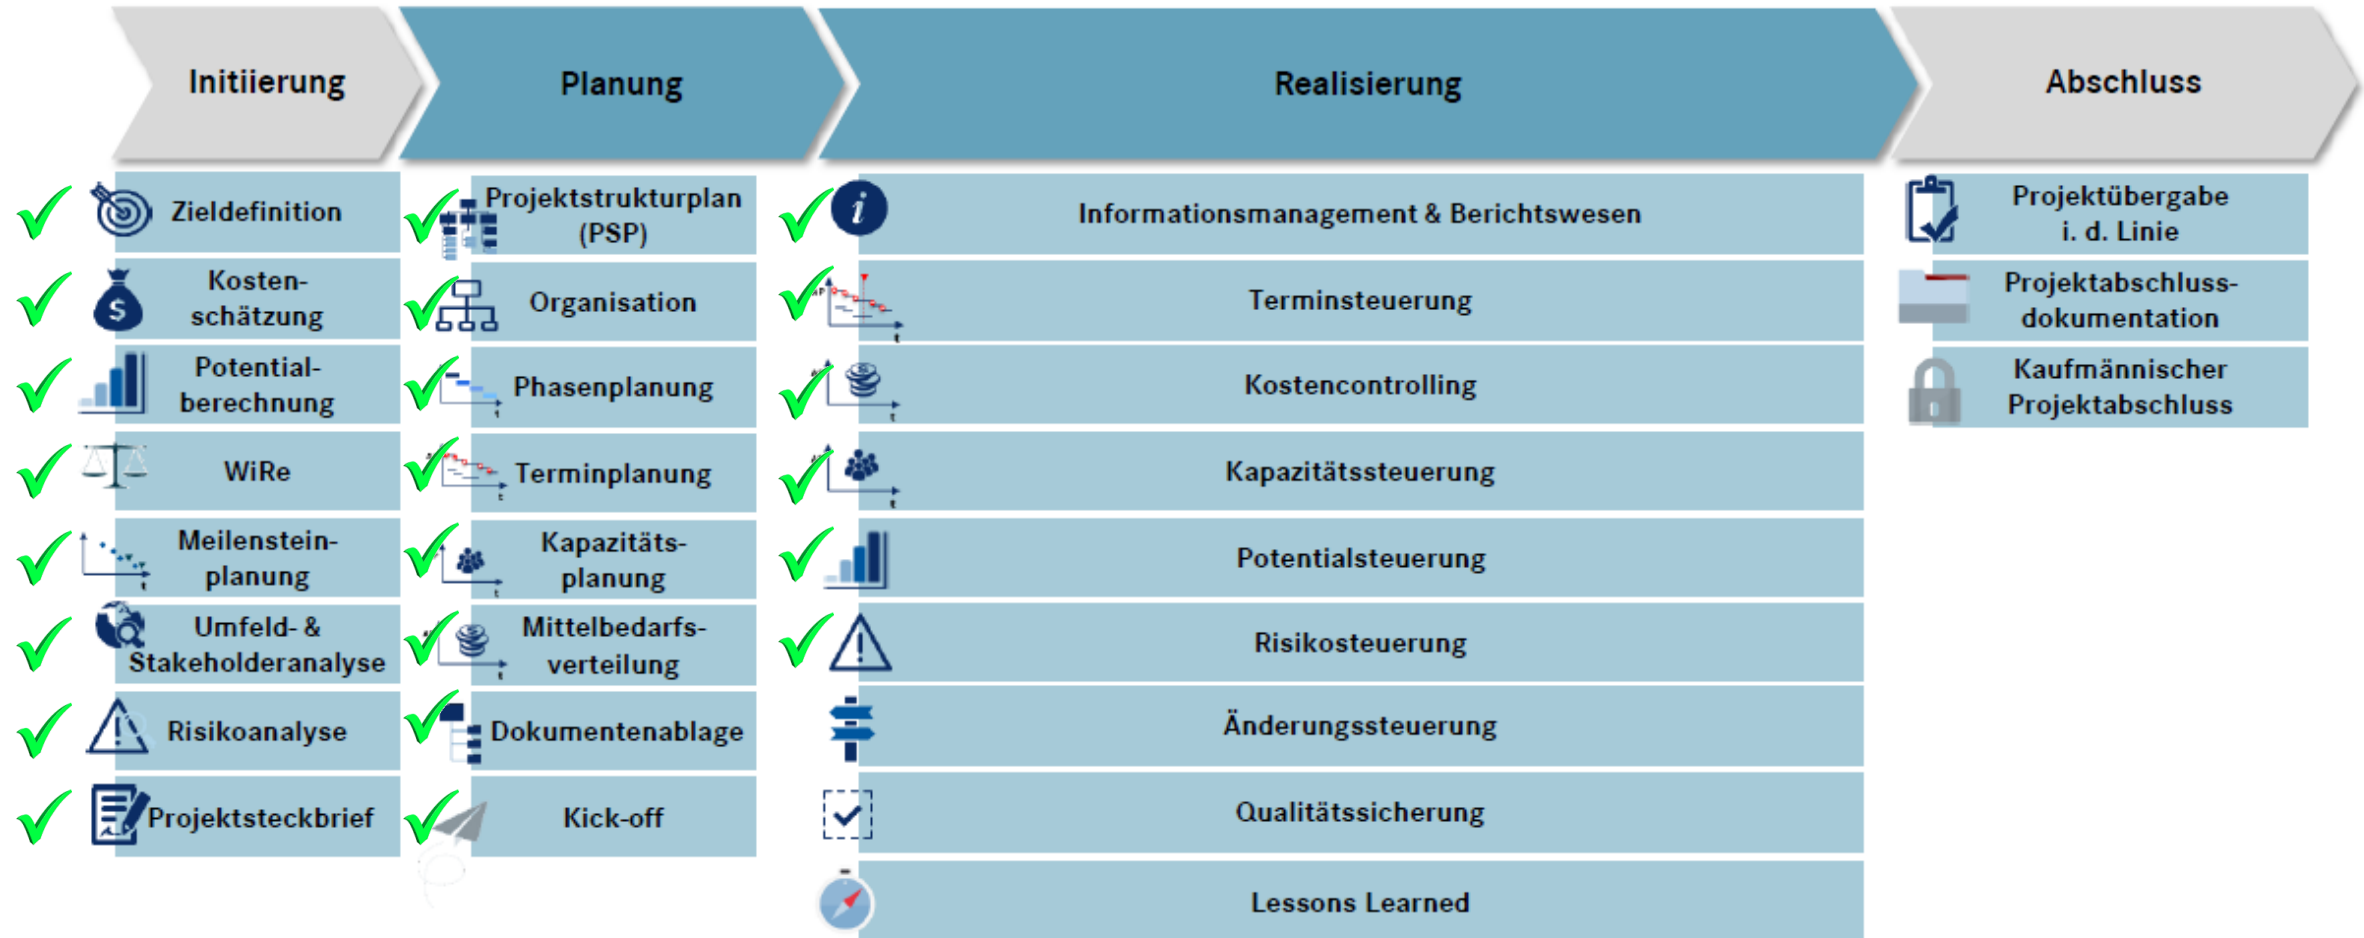 Initiierung
Planung
Realisierung
Abschluss
Zieldefinition
Kosten-
schätzung
Potential-
berechnung
WiRe
Meilenstein-
planung
Umfeld- &
Stakeholderanalyse
Risikoanalyse
Projektsteckbrief
Projektstrukturplan
(PSP)
Organisation
Phasenplanung
t
Terminplanung
t
Kapazitäts-
planung
Mittelbedarfs-
verteilung
Dokumentenablage
Kick-off
Informationsmanagement & Berichtswesen
Terminsteuerung
t
Kostencontrolling
t
Kapazitätssteuerung
t
Potentialsteuerung
Risikosteuerung
Änderungssteuerung
Qualitätssicherung
Lessons Learned
Projektübergabe
i. d. Linie
Projektabschluss-
dokumentation
Kaufmännischer
Projektabschluss